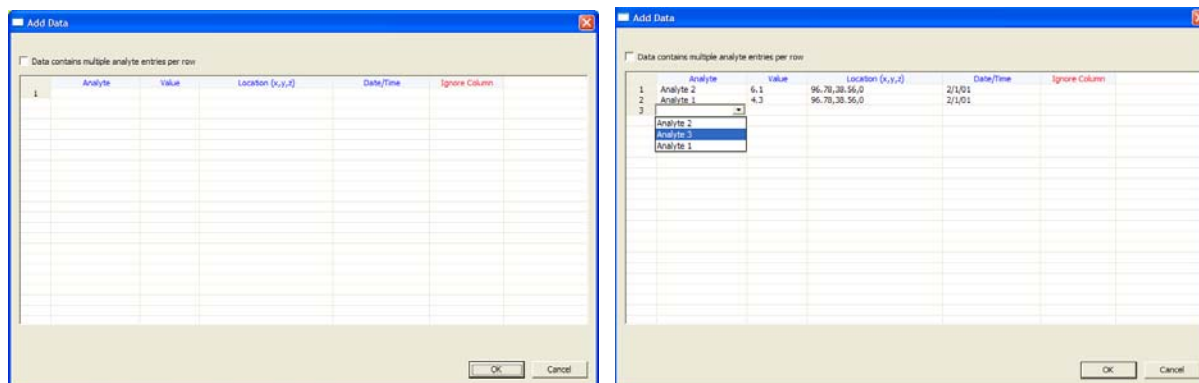 Add Data
Data contains multiple analyte entries per row
Analyte Value Location (x,y,z) Date/Time Ignore Column
1
OK Cancel
Add Data
Data contains multiple analyte entries per row
Analyte Value Location (x,y,z) Date/Time Ignore Column
1 Analyte 2 6.1 96.78,38.56,0 2/1/01
2 Analyte 1 4.3 96.78,38.56,0 2/1/01
3
Analyte 2
Analyte 3
Analyte 1
OK Cancel